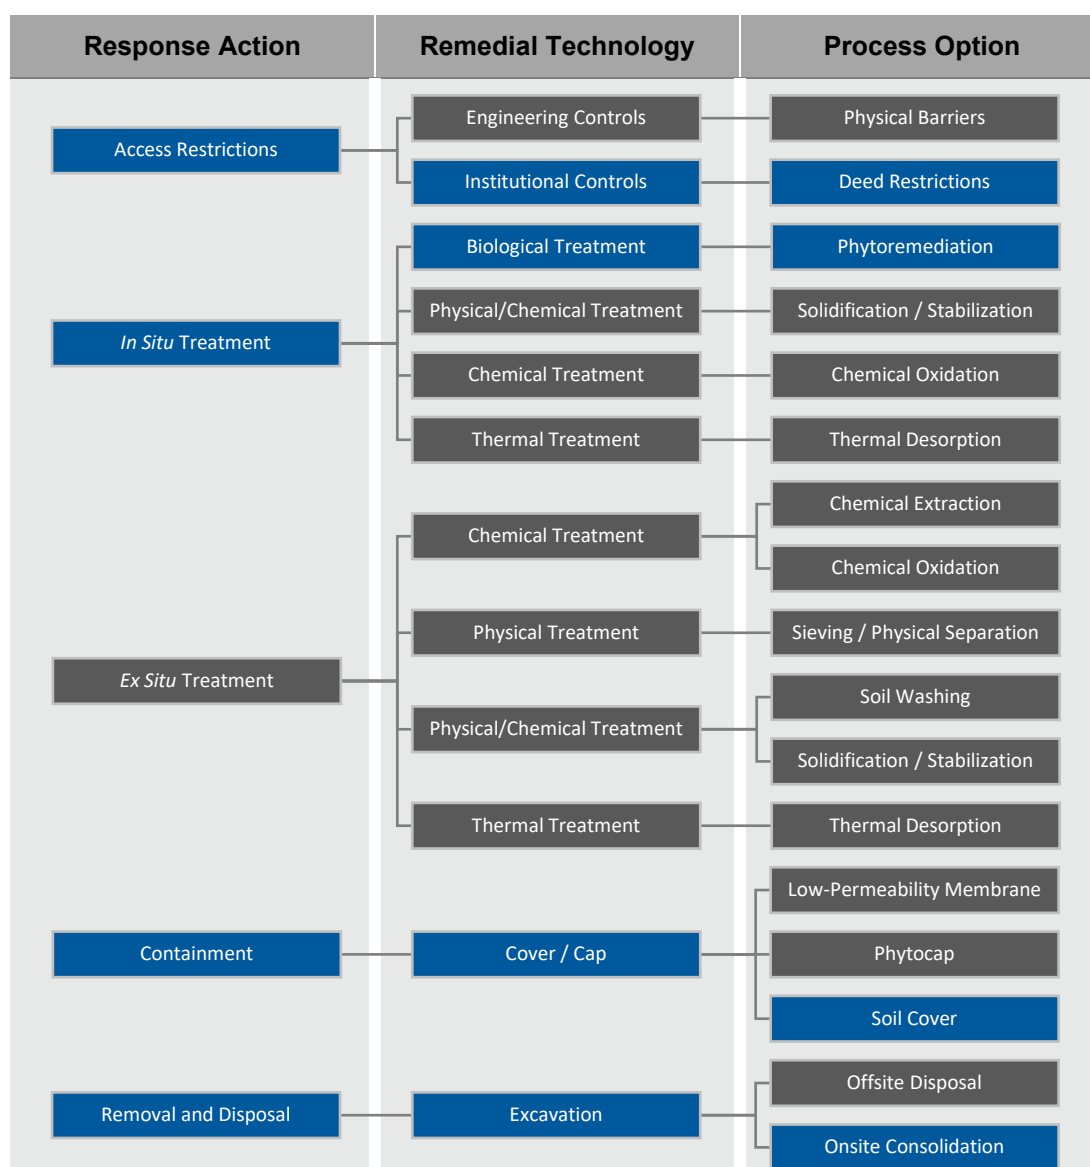 Response Action
Remedial Technology
Process Option
Access Restrictions
Engineering Controls
Physical Barriers
Institutional Controls
Deed Restrictions
In Situ Treatment
Biological Treatment
Phytoremediation
Physical/Chemical Treatment
Solidification / Stabilization
Chemical Treatment
Chemical Oxidation
Thermal Treatment
Thermal Desorption
Ex Situ Treatment
Chemical Treatment
Chemical Extraction
Chemical Oxidation
Physical Treatment
Sieving / Physical Separation
Physical/Chemical Treatment
Soil Washing
Solidification / Stabilization
Thermal Treatment
Thermal Desorption
Containment
Cover / Cap
Low-Permeability Membrane
Phytocap
Soil Cover
Removal and Disposal
Excavation
Offsite Disposal
Onsite Consolidation